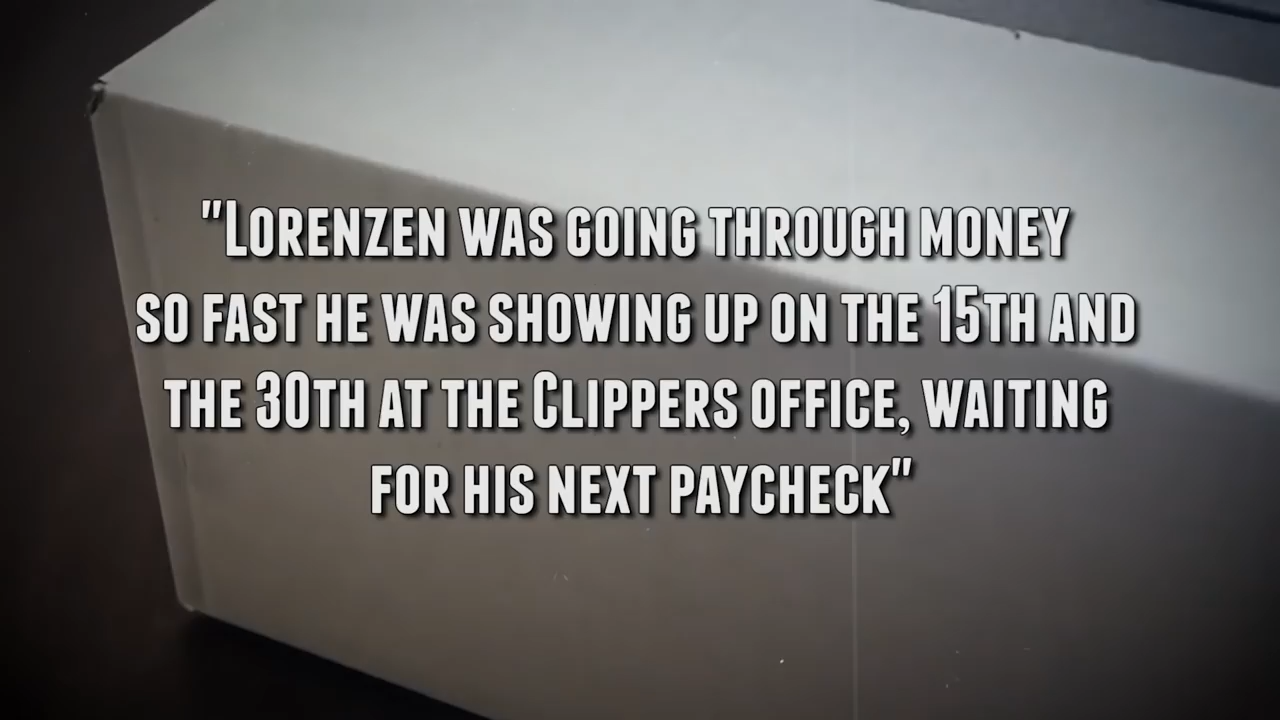 "Lorenzen was going through money
so fast he was showing up on the 15th and
the 30th at the Clippers office, waiting
for his next paycheck"